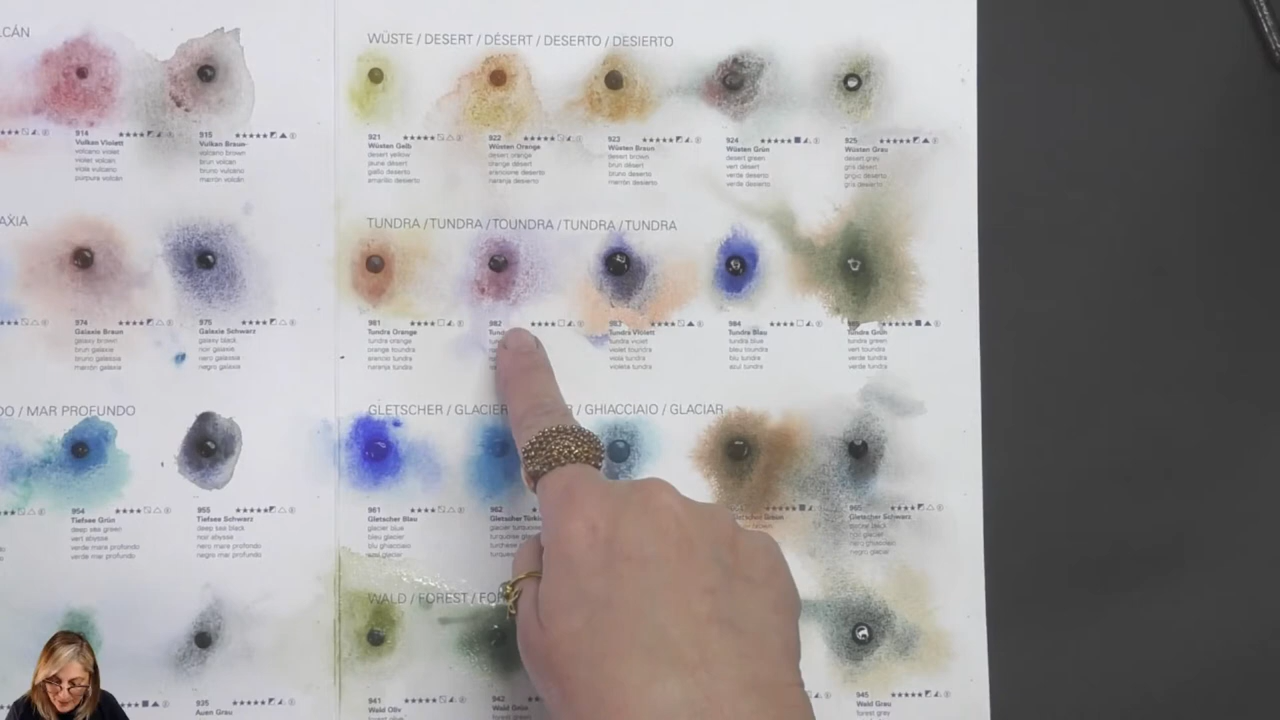 LCÁN
914
Vulkan Violett
volcano violet
violet volcan
viola vulcano
púrpura volcán
915
Vulkan Braun
volcano brown
brun volcan
bruno vulcano
marrón volcán
WÜSTE / DESERT / DÉSERT / DESERTO / DESIERTO
921
Wüsten Gelb
desert yellow
jaune désert
giallo deserto
amarillo desierto
922
Wüsten Orange
desert orange
orange désert
arancione deserto
naranja desierto
923
Wüsten Braun
desert brown
brun désert
bruno deserto
marrón desierto
924
Wüsten Grün
desert green
vert désert
verde deserto
verde desierto
925
Wüsten Grau
desert grey
gris désert
grigio deserto
gris desierto
AXIA
974
Galaxie Braun
galaxy brown
brun galaxie
bruno galassia
marrón galaxia
975
Galaxie Schwarz
galaxy black
noir galaxie
nero galassia
negro galaxia
TUNDRA / TUNDRA / TOUNDRA / TUNDRA / TUNDRA
981
Tundra Orange
tundra orange
orange toundra
arancio tundra
naranja tundra
982
983
Tundra Violett
tundra violet
violet toundra
viola tundra
violeta tundra
984
Tundra Blau
tundra blue
bleu toundra
blu tundra
azul tundra
Tundra Grün
tundra green
vert toundra
verde tundra
verde tundra
DO / MAR PROFUNDO
954
Tiefsee Grün
deep sea green
vert abysse
verde mare profondo
verde mar profundo
955
Tiefsee Schwarz
deep sea black
noir abysse
nero mare profondo
negro mar profundo
GLETSCHER / GLACIER / GHIACCIAIO / GLACIAR
961
Gletscher Blau
glacier blue
bleu glacier
blu ghiacciaio
azul glaciar
962
Gletscher Türkis
965
Gletscher Schwarz
glacier black
noir glacier
nero ghiacciaio
negro glaciar
935
Auen Grau
WALD / FOREST / FOR
941
Wald Oliv
forest olive
942
Wald Grün
945
Wald Grau
forest grey